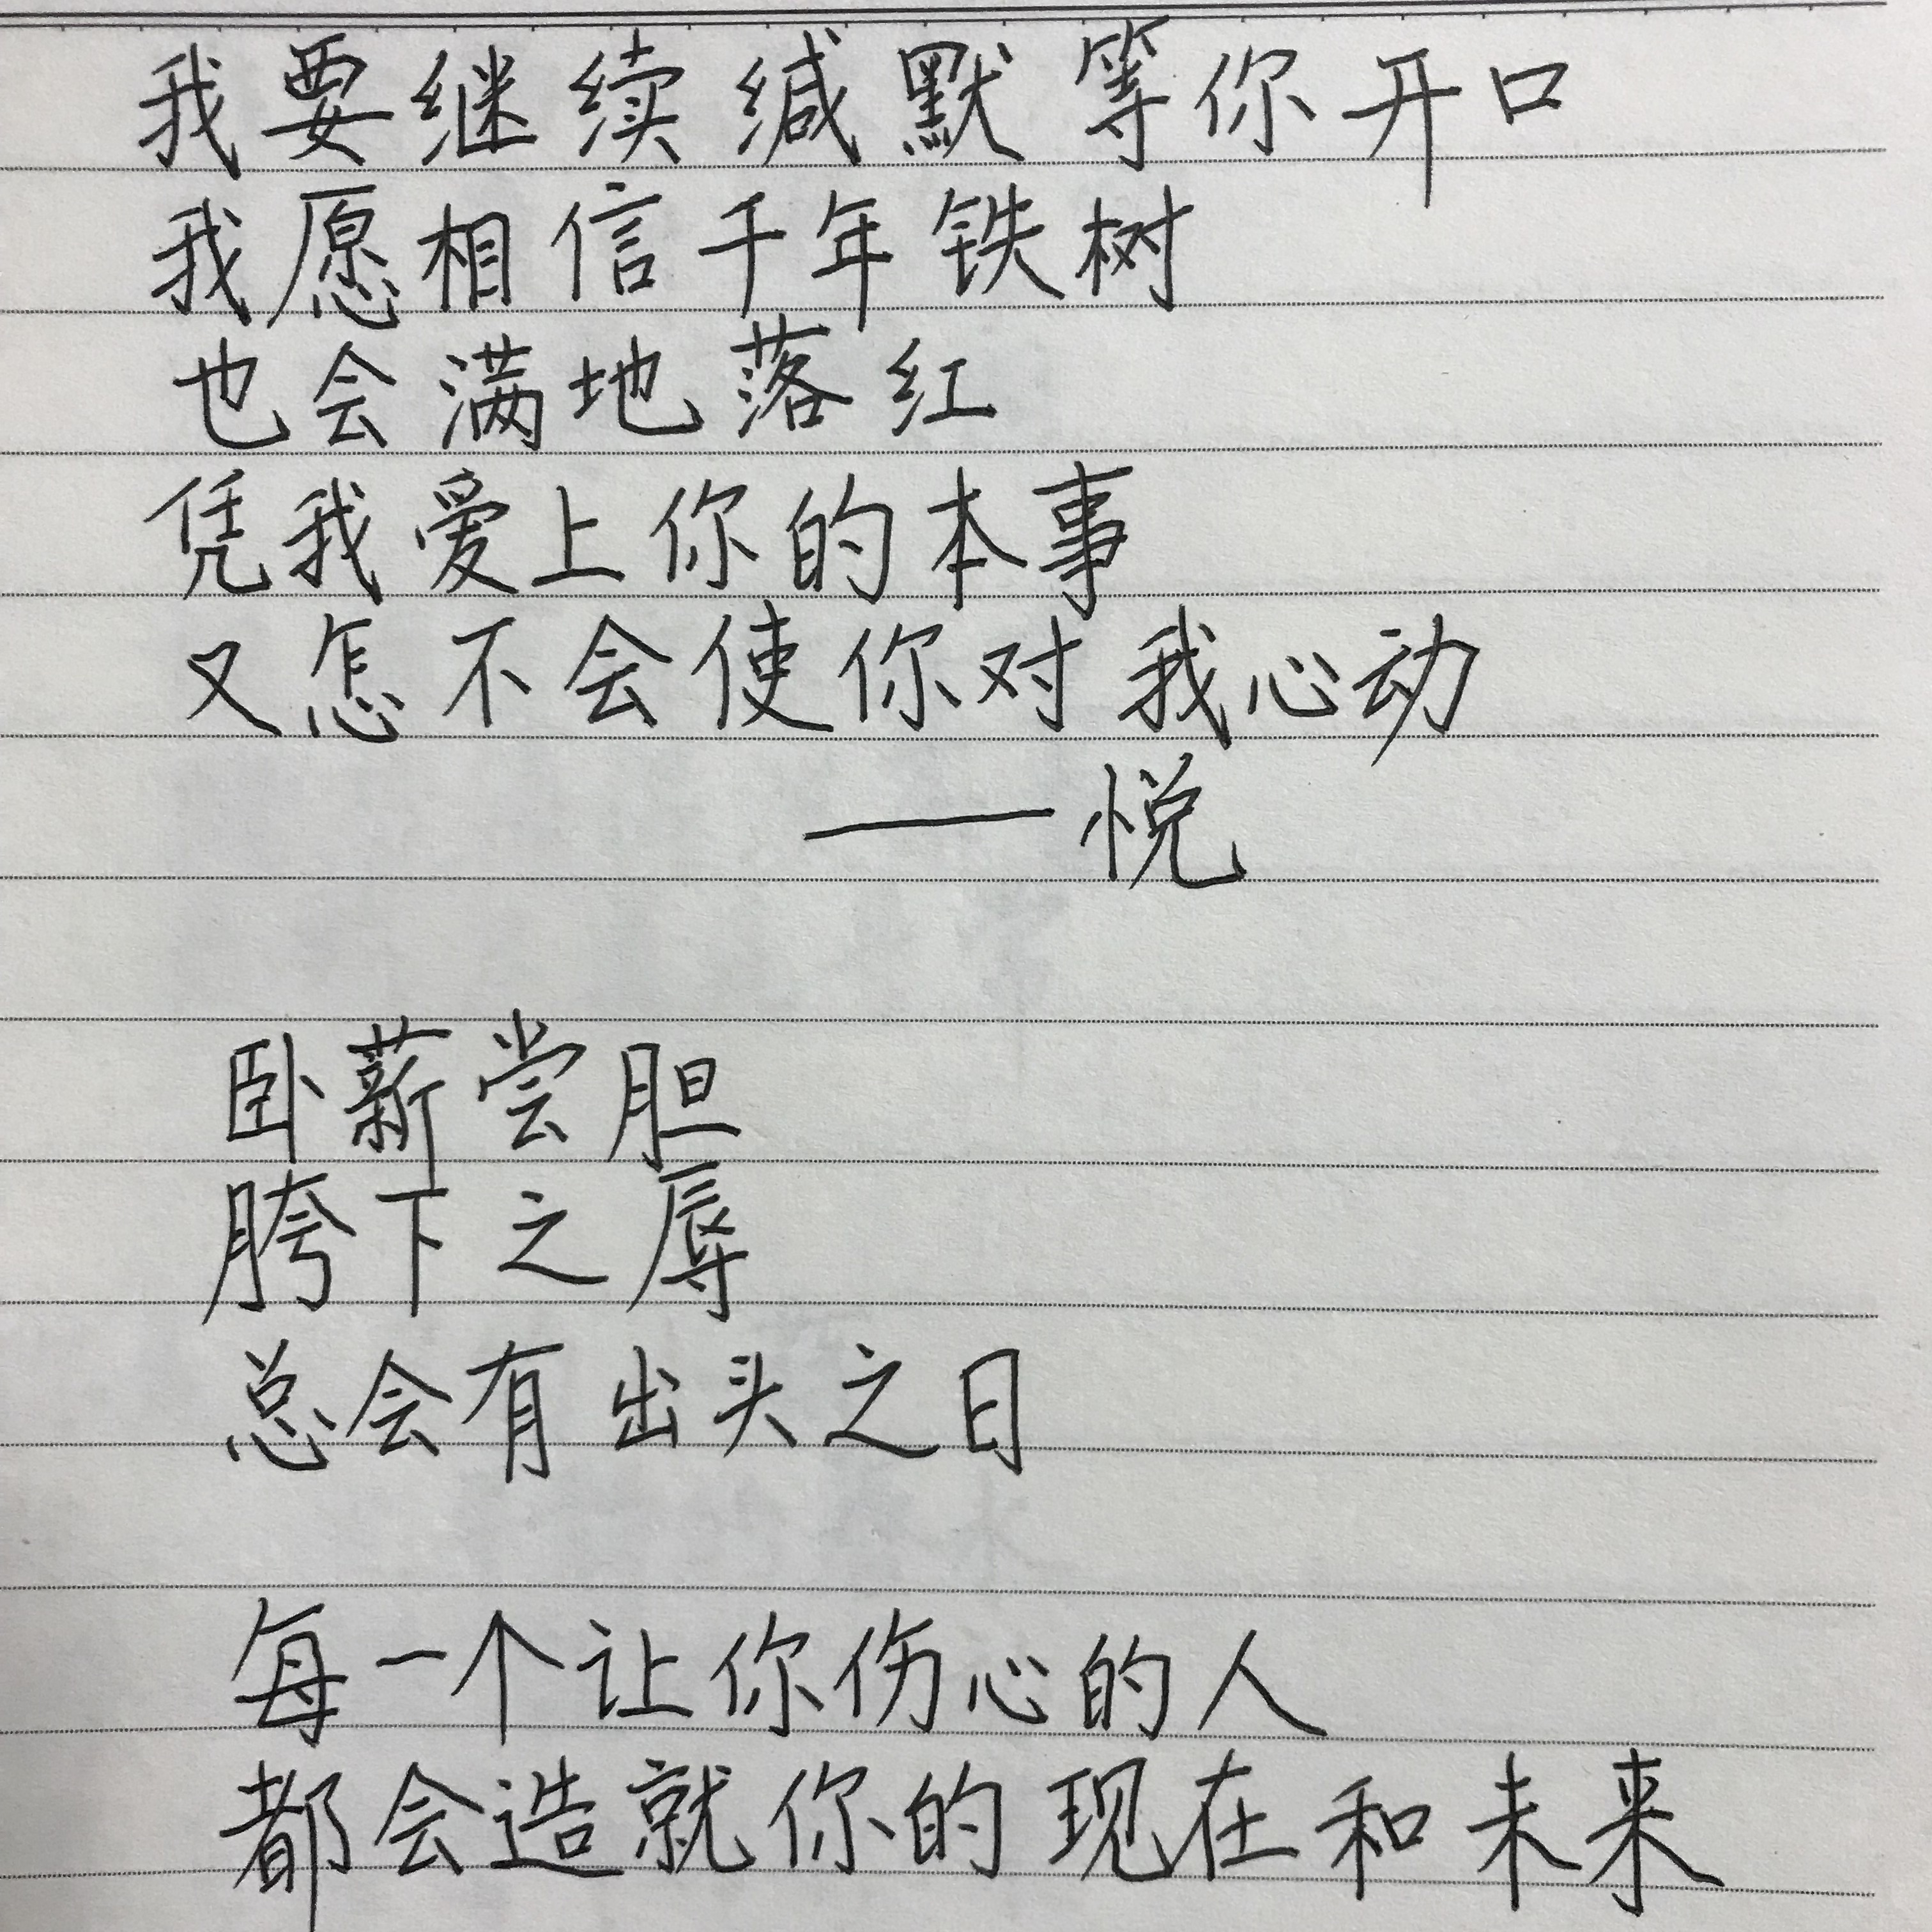 我要继续缄默等你开口
我愿相信千年铁树
也会满地落红
凭我爱上你的本事
又怎不会使你对我心动
——悦
卧薪尝胆
胯下之辱
总会有出头之日
每一个让你伤心的人
都会造就你的现在和未来